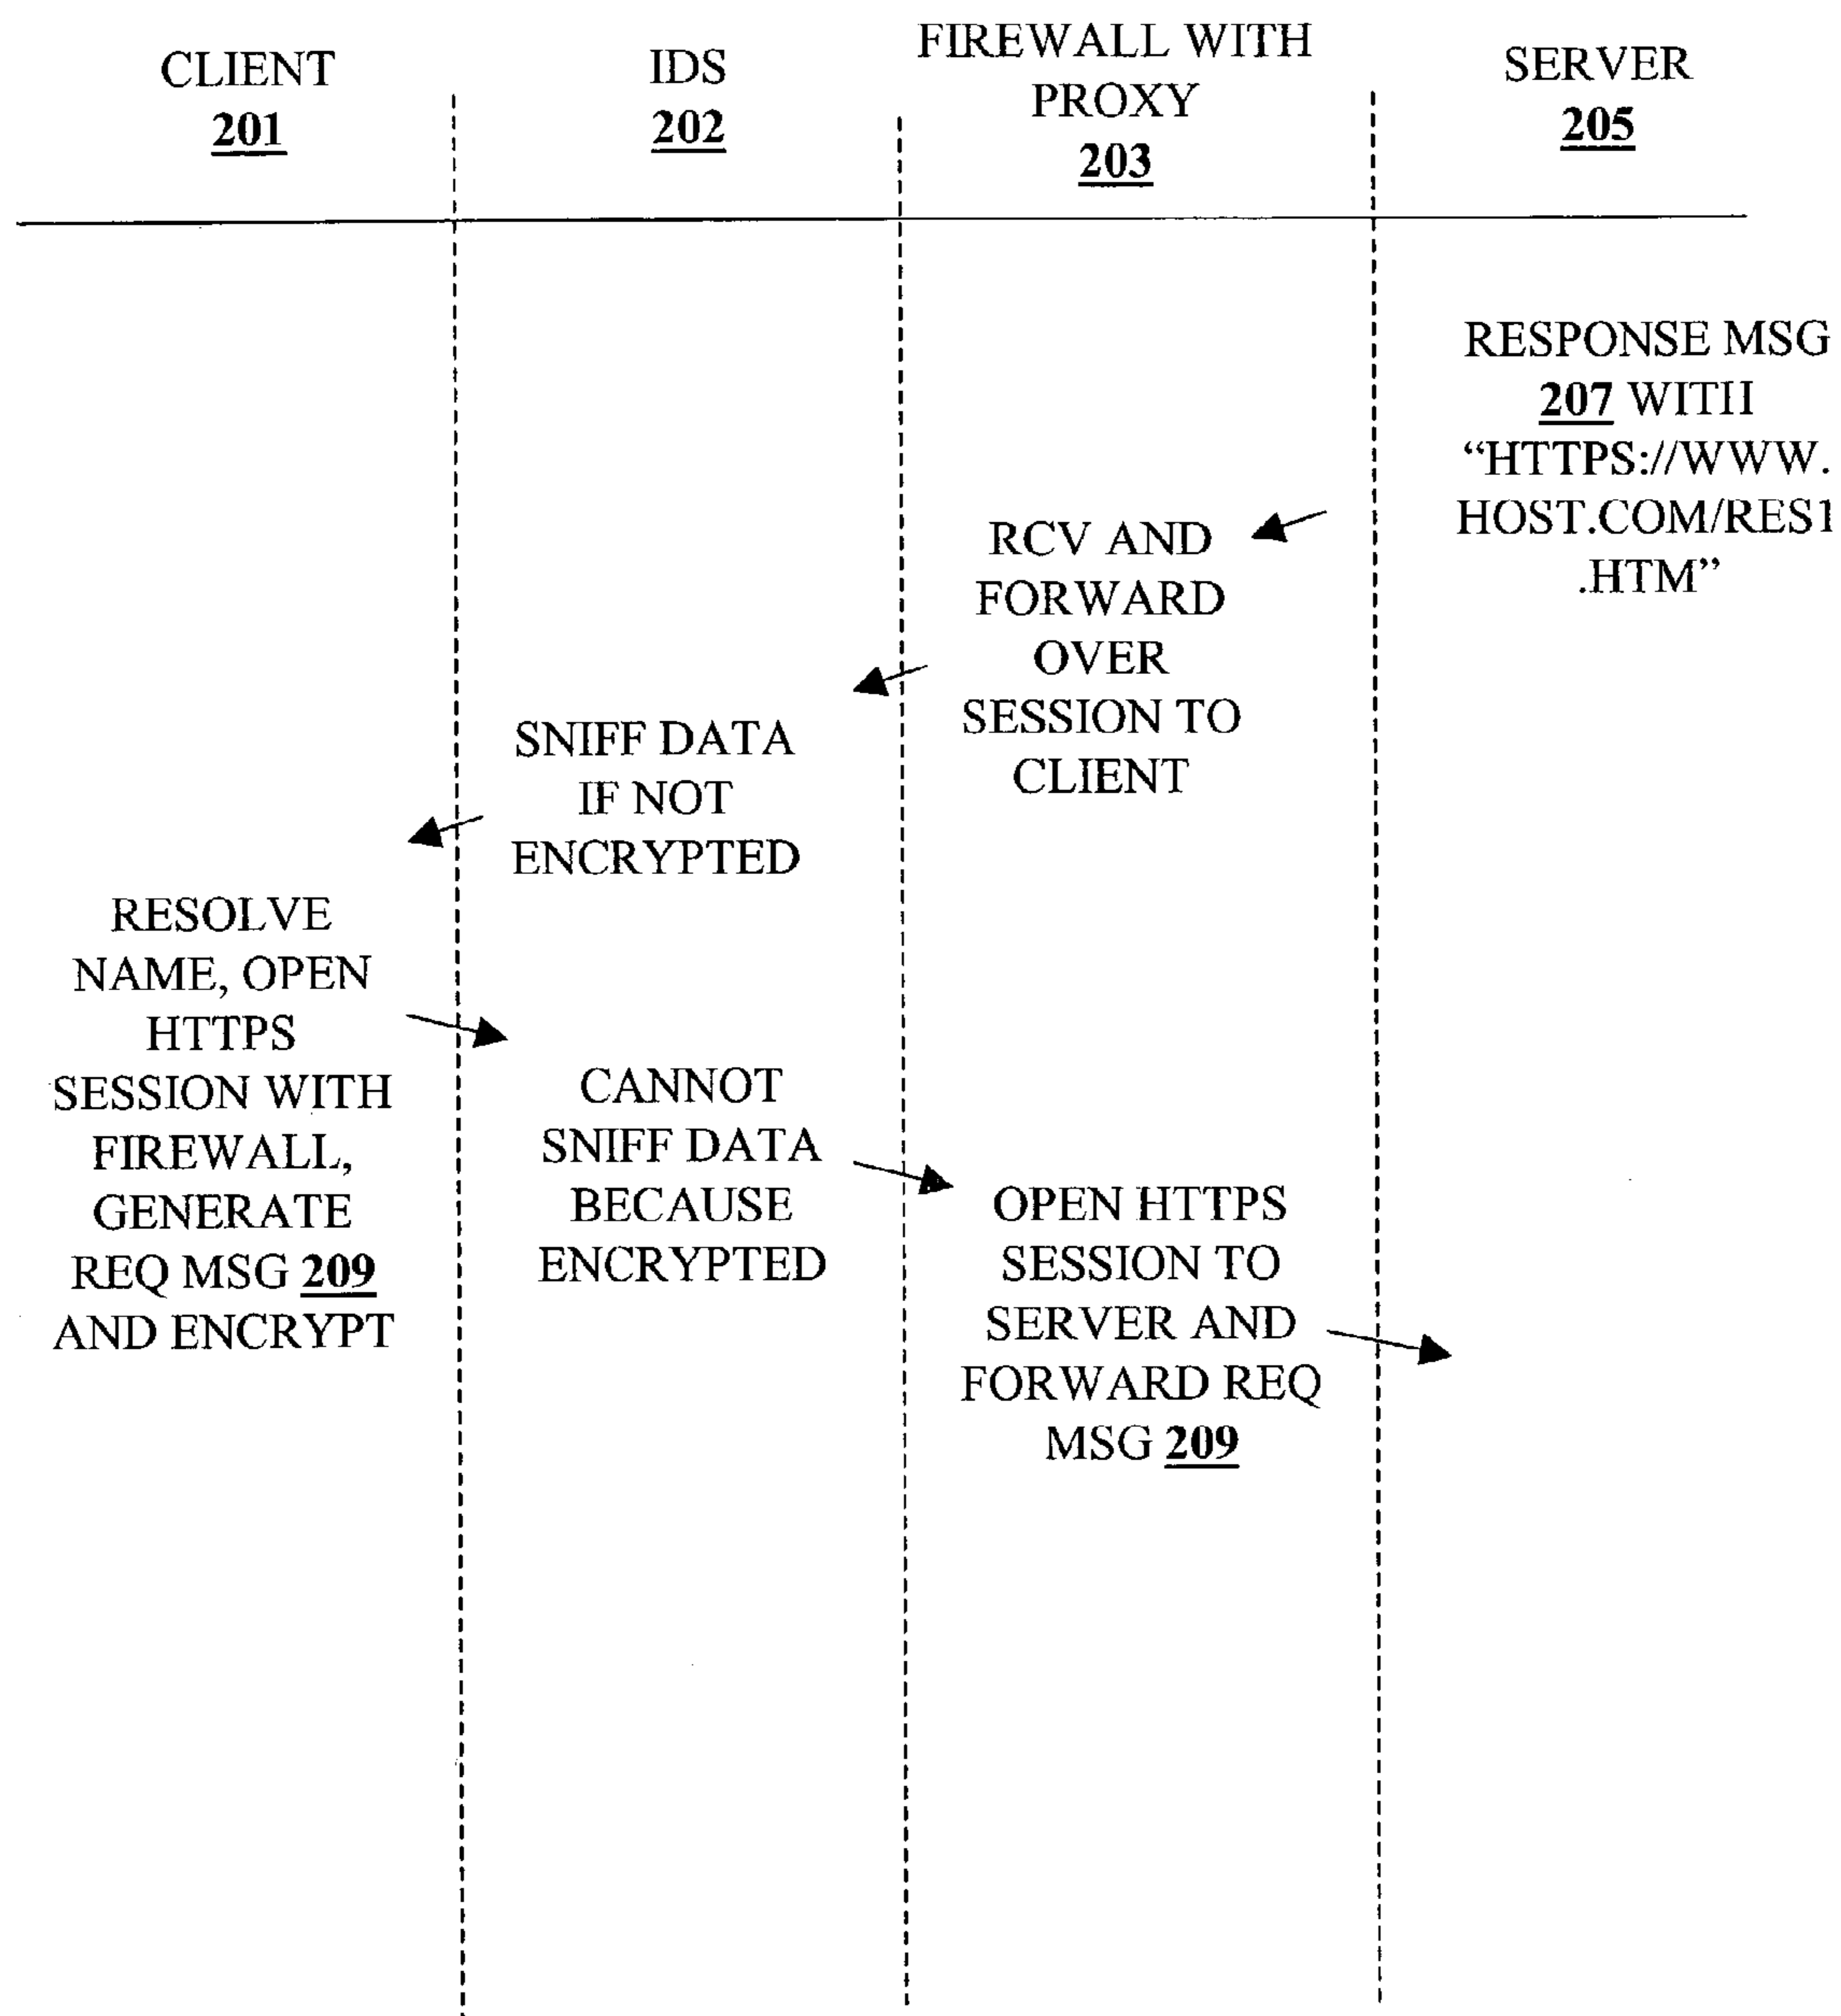 CLIENT
201
IDS
202
FIREWALL WITH
PROXY
203
SERVER
205
RESPONSE MSG
207 WITH
“HTTPS://WWW.
HOST.COM/RES1
.HTM”
RCV AND
FORWARD
OVER
SESSION TO
CLIENT
SNIFF DATA
IF NOT
ENCRYPTED
RESOLVE
NAME, OPEN
HTTPS
SESSION WITH
FIREWALL,
GENERATE
REQ MSG 209
AND ENCRYPT
CANNOT
SNIFF DATA
BECAUSE
ENCRYPTED
OPEN HTTPS
SESSION TO
SERVER AND
FORWARD REQ
MSG 209